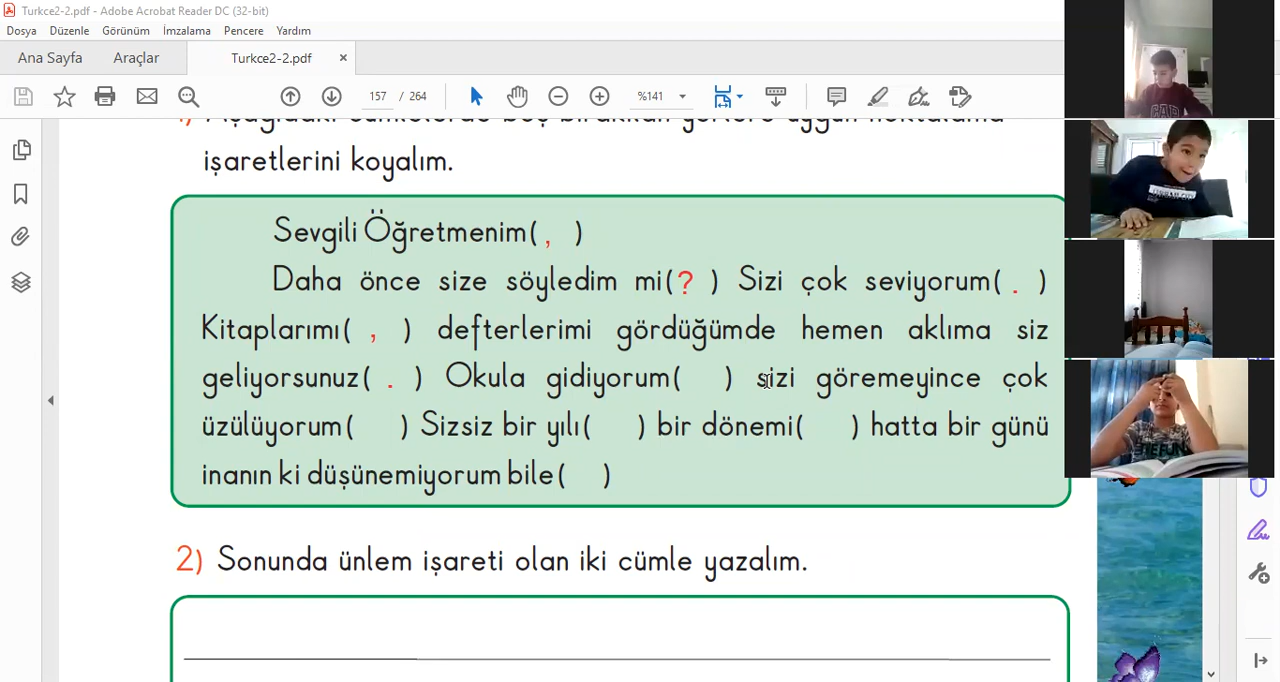 Turkce2-2.pdf - Adobe Acrobat Reader DC (32-bit)
Dosya Düzenle Görünüm İmzalama Pencere Yardım
Ana Sayfa Araçlar Turkce2-2.pdf ×
157 / 264 %141
işaretlerini koyalım.
Sevgili Öğretmenim( , )
Daha önce size söyledim mi( ? ) Sizi çok seviyorum( . )
Kitaplarımı( , ) defterlerimi gördüğümde hemen aklıma siz
geliyorsunuz( . ) Okula gidiyorum( ) sizi göremeyince çok
üzülüyorum( ) Sizsiz bir yılı( ) bir dönemi( ) hatta bir günü
inanın ki düşünemiyorum bile( )
2) Sonunda ünlem işareti olan iki cümle yazalım.